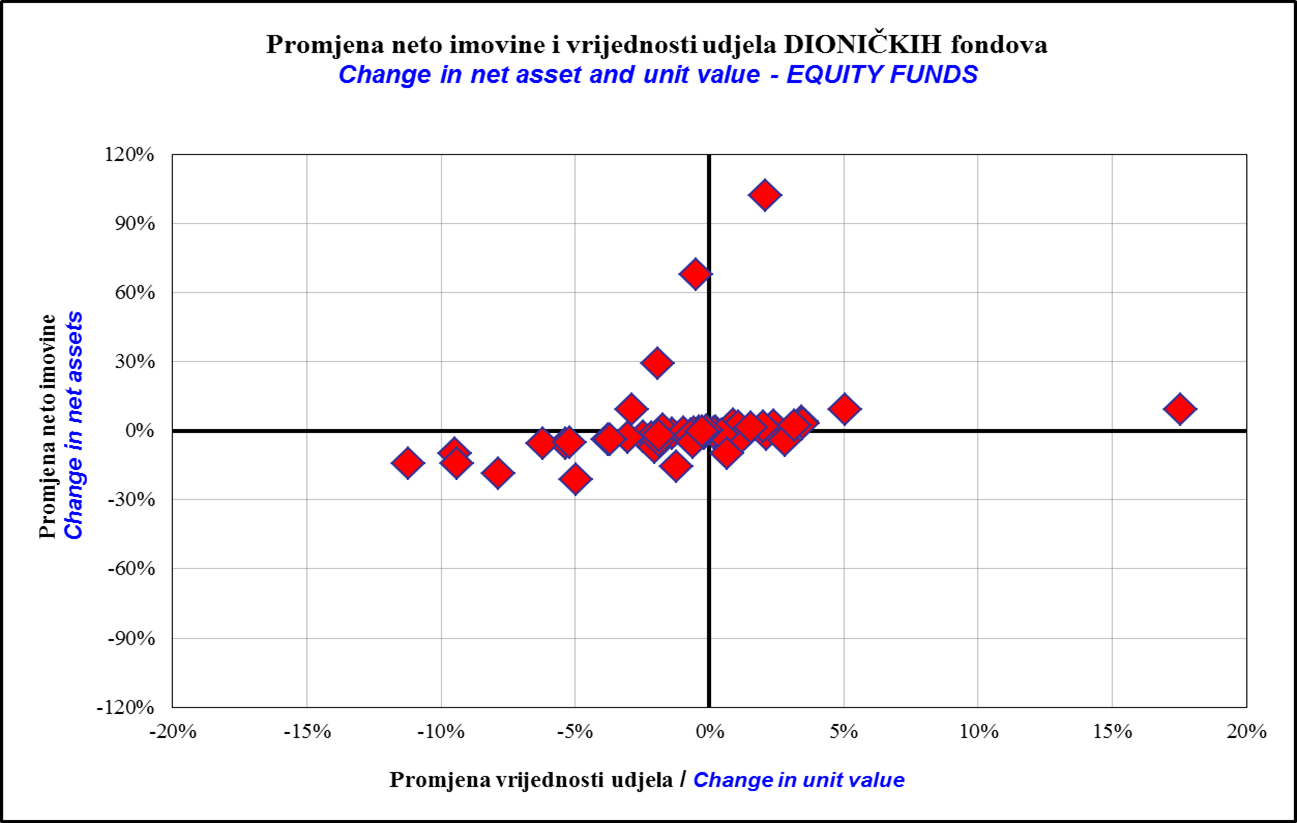 Promjena neto imovine i vrijednosti udjela DIONIČKIH fondova
Change in net asset and unit value - EQUITY FUNDS
Promjena neto imovine
Change in net assets
120%
90%
60%
30%
0%
-30%
-60%
-90%
-120%
-20% -15% -10% -5% 0% 5% 10% 15% 20%
Promjena vrijednosti udjela / Change in unit value